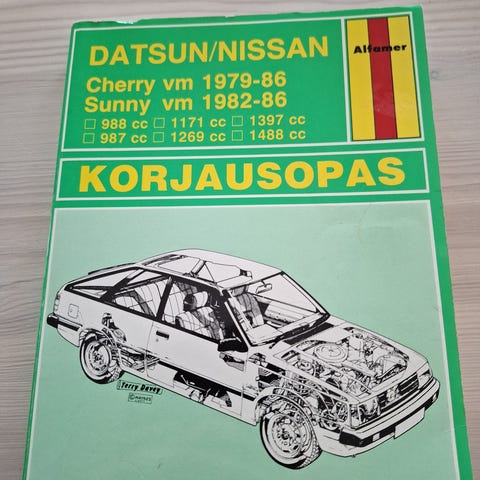 DATSUN/NISSAN
Alfamer
Cherry vm 1979-86
Sunny vm 1982-86
☐ 988 cc ☐ 1171 cc ☐ 1397 cc
☐ 987 cc ☐ 1269 cc ☐ 1488 cc
KORJAUSOPAS
Terry Davey
© HAYNES